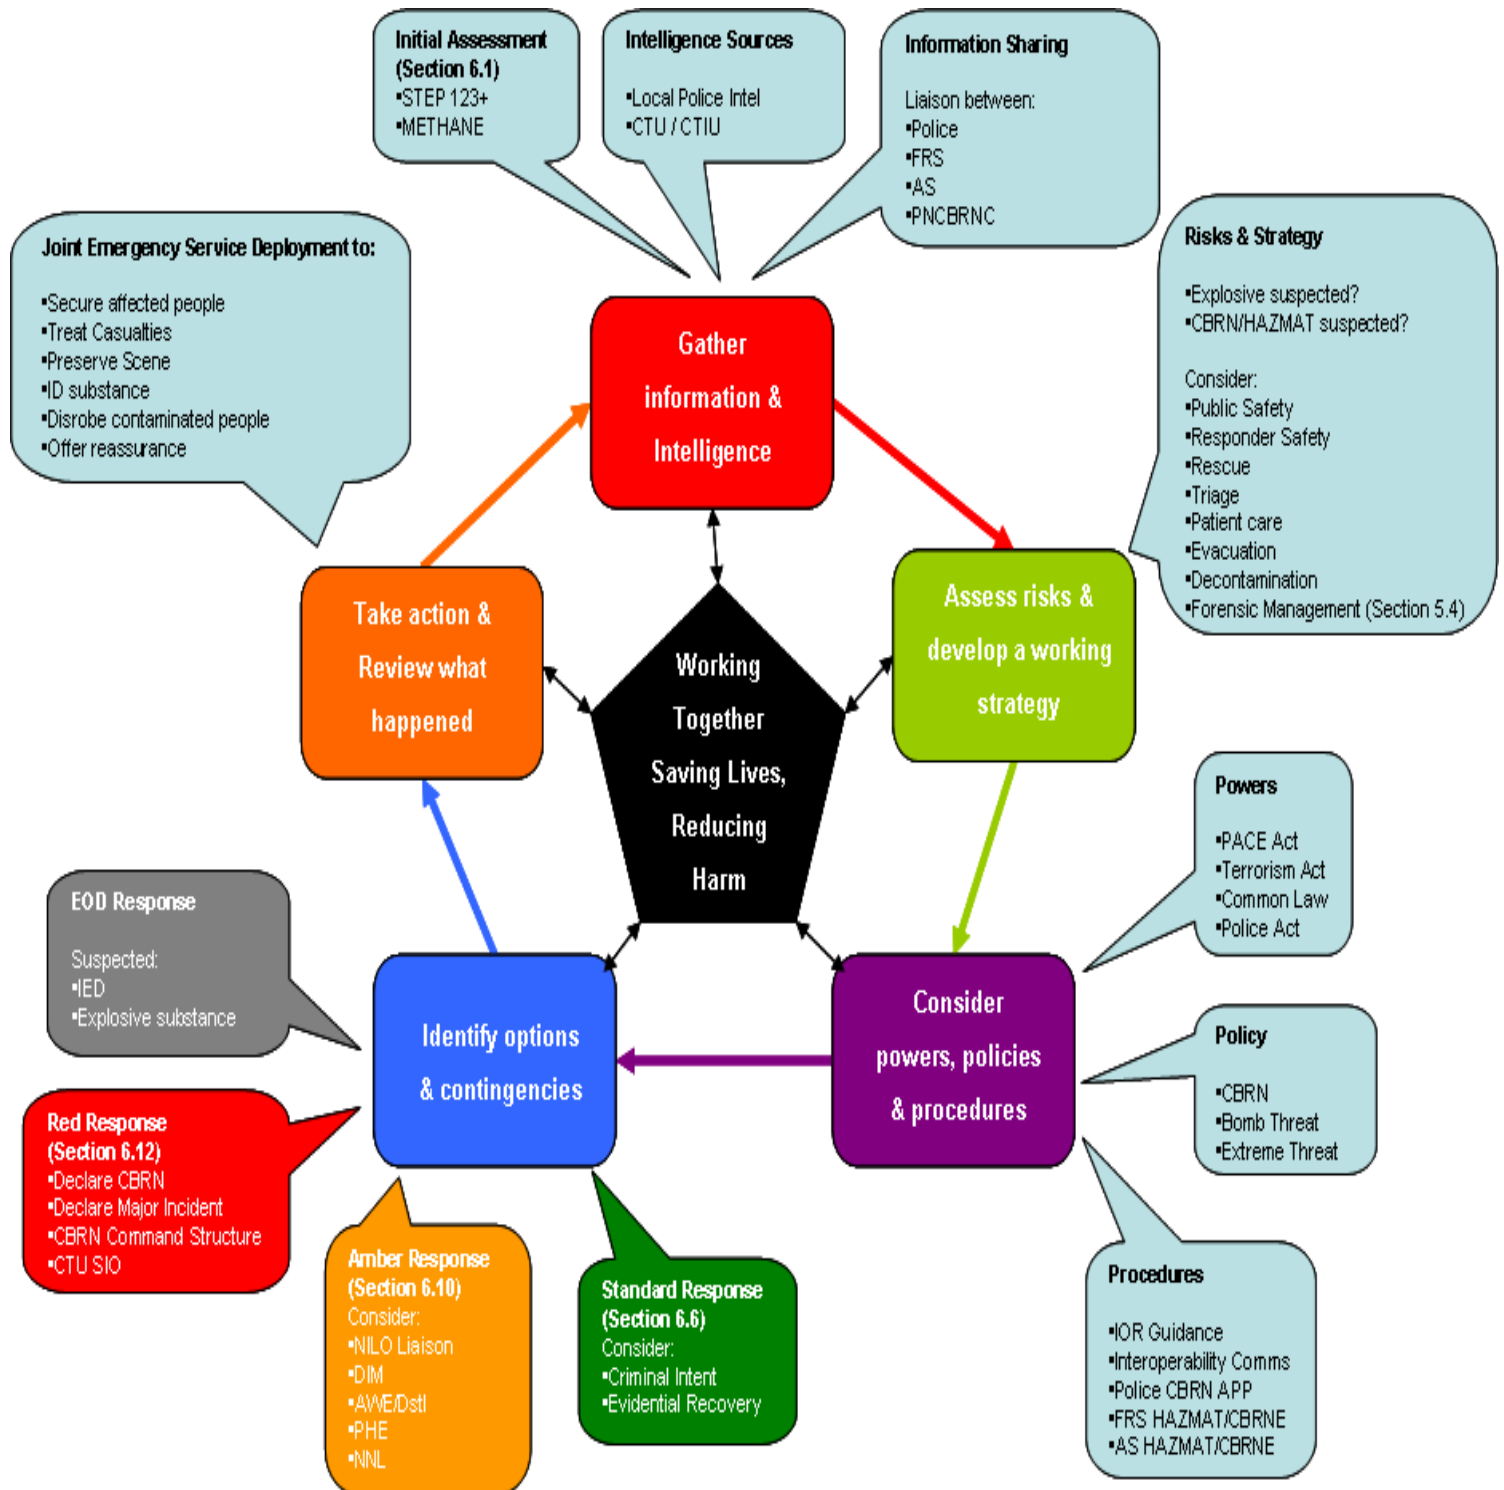 Initial Assessment
(Section 6.1)
▪STEP 123+
▪METHANE
Intelligence Sources
▪Local Police Intel
▪CTU / CTIU
Information Sharing
Liaison between:
▪Police
▪FRS
▪AS
▪PNCBRNC
Risks & Strategy
▪Explosive suspected?
▪CBRN/HAZMAT suspected?
Consider:
▪Public Safety
▪Responder Safety
▪Rescue
▪Triage
▪Patient care
▪Evacuation
▪Decontamination
▪Forensic Management (Section 5.4)
Joint Emergency Service Deployment to:
▪Secure affected people
▪Treat Casualties
▪Preserve Scene
▪ID substance
▪Disrobe contaminated people
▪Offer reassurance
Gather
information &
Intelligence
Assess risks &
develop a working
strategy
Take action &
Review what
happened
Working
Together
Saving Lives,
Reducing
Harm
Powers
▪PACE Act
▪Terrorism Act
▪Common Law
▪Police Act
EOD Response
Suspected:
▪IED
▪Explosive substance
Identify options
& contingencies
Consider
powers, policies
& procedures
Policy
▪CBRN
▪Bomb Threat
▪Extreme Threat
Red Response
(Section 6.12)
▪Declare CBRN
▪Declare Major Incident
▪CBRN Command Structure
▪CTU SIO
Amber Response
(Section 6.10)
Consider:
▪NILO Liaison
▪DIM
▪AWE/Dstl
▪PHE
▪NNL
Standard Response
(Section 6.6)
Consider:
▪Criminal Intent
▪Evidential Recovery
Procedures
▪IOR Guidance
▪Interoperability Comms
▪Police CBRN APP
▪FRS HAZMAT/CBRNE
▪AS HAZMAT/CBRNE